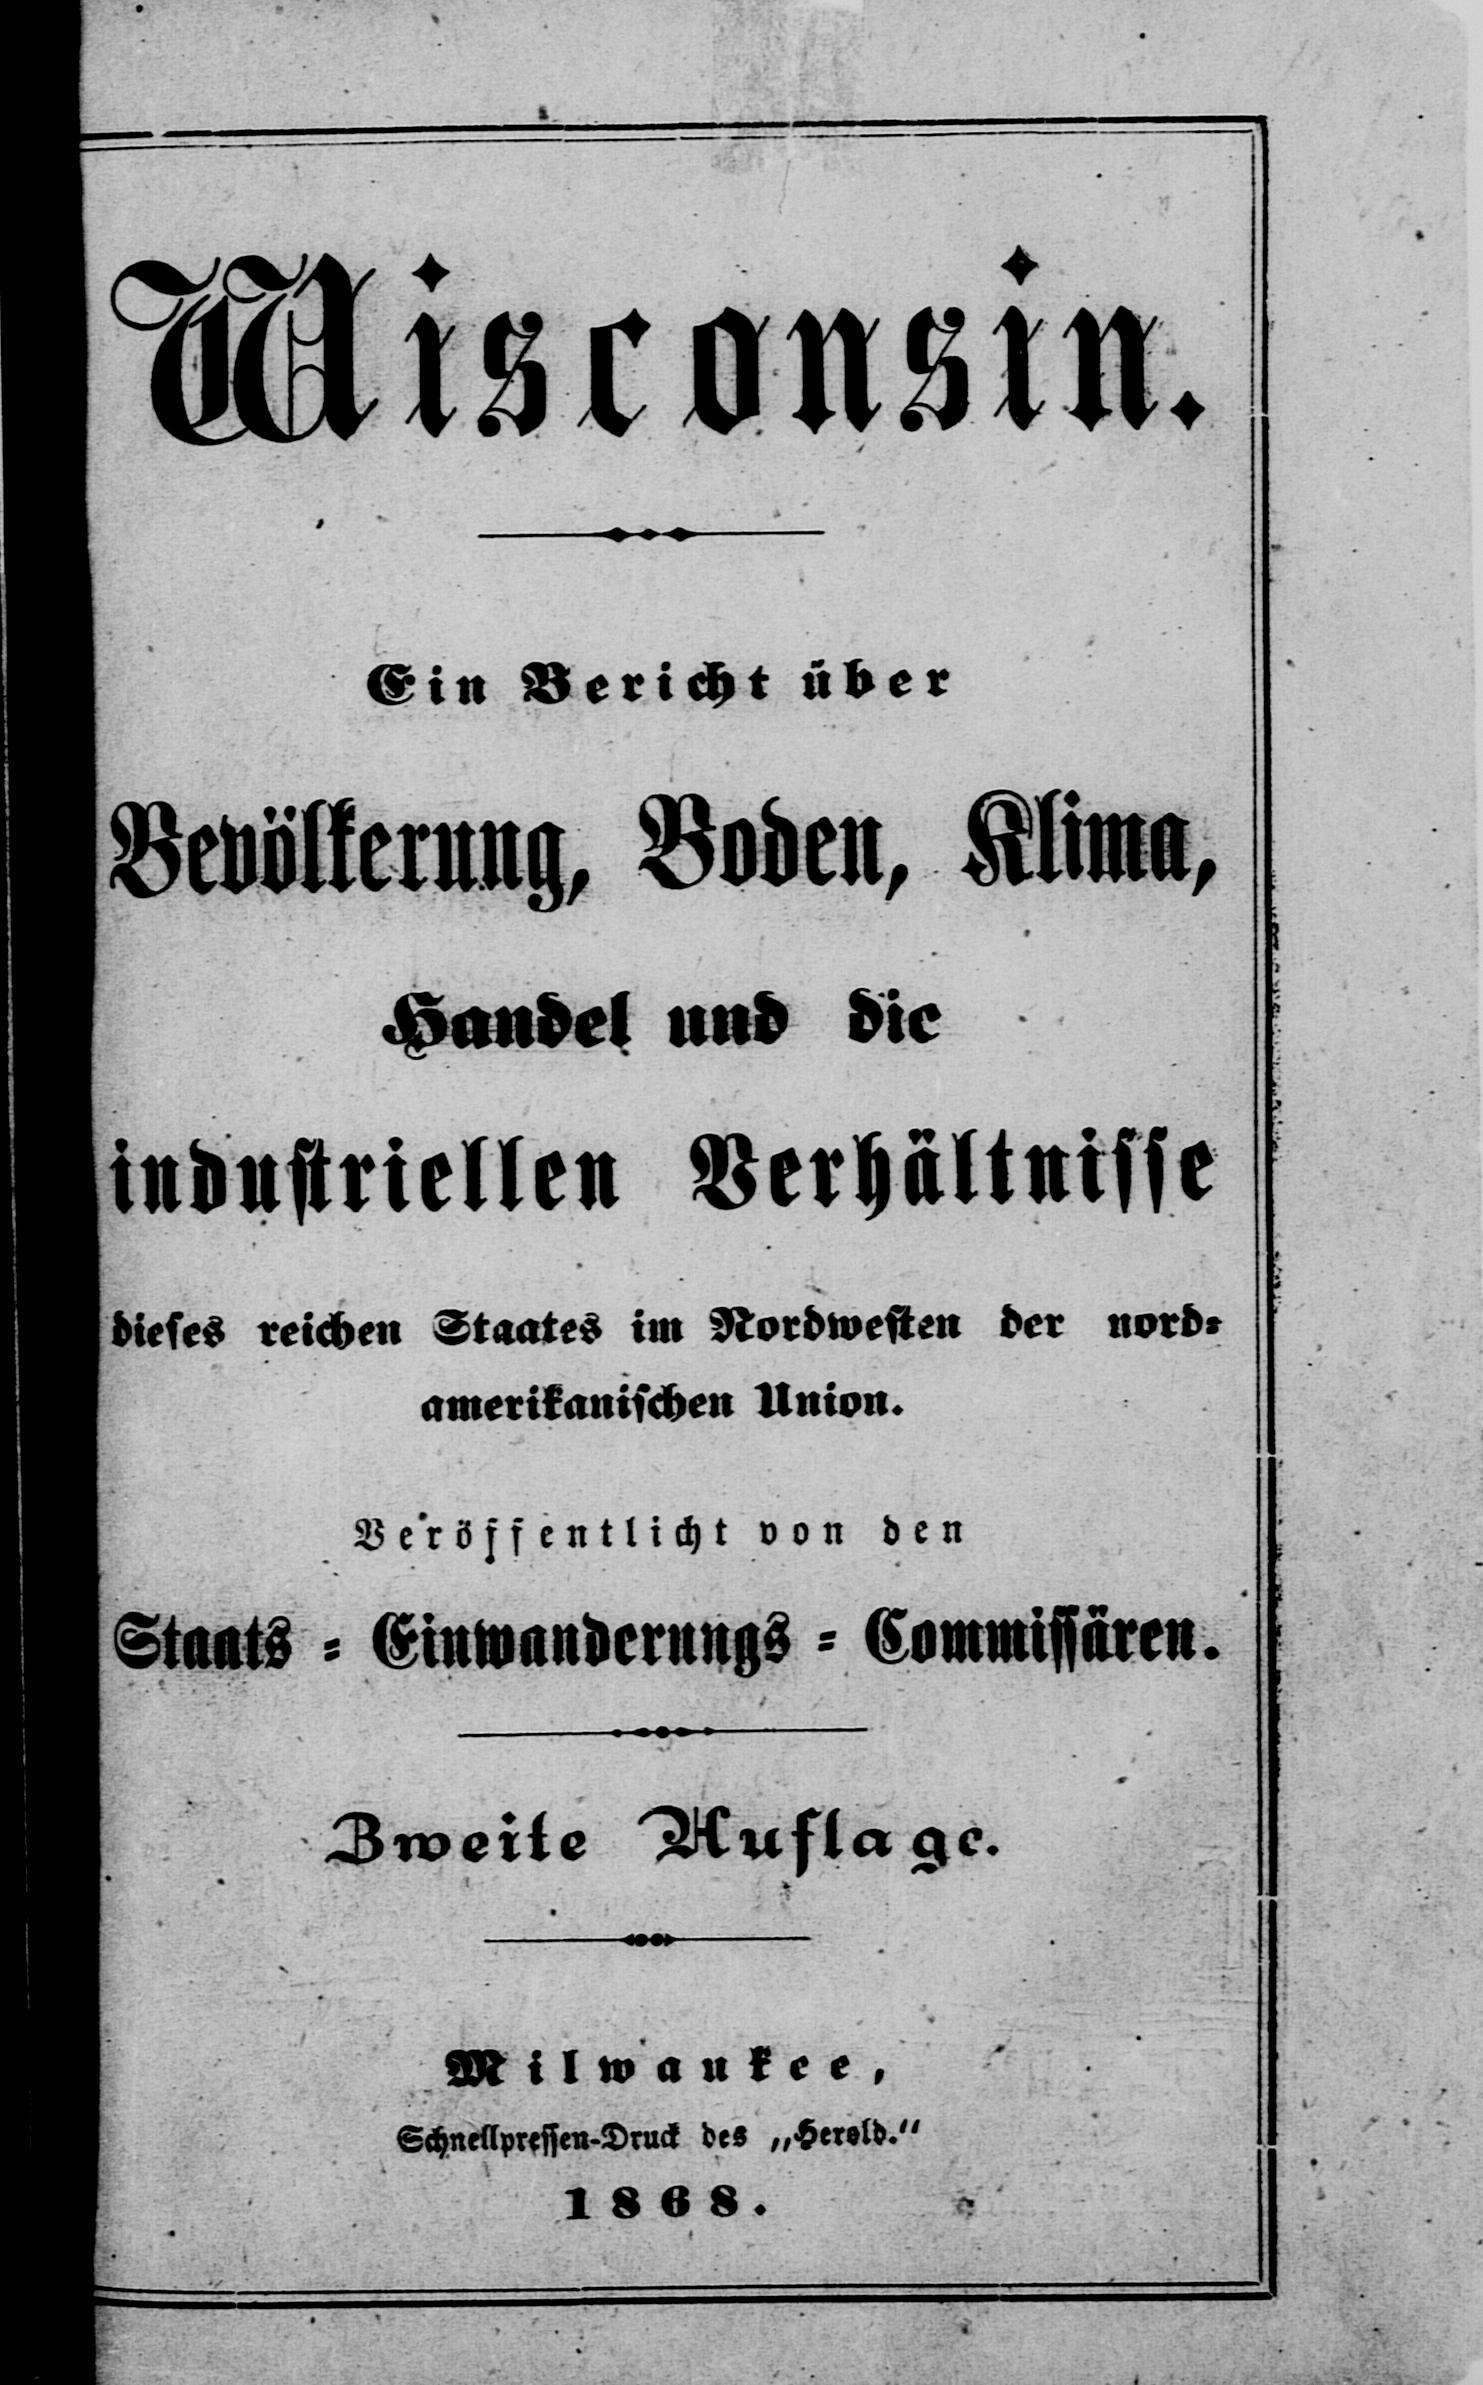 Wisconsin.
Ein Bericht über
Bevölkerung, Boden, Klima,
Handel und die
industriellen Verhältnisse
dieses reichen Staates im Nordwesten der nord-
amerikanischen Union.
Veröffentlicht von den
Staats-Einwanderungs-Commissären.
Zweite Auflage.
Milwaukee,
Schnellpressen-Druck des „Herold.“
1868.